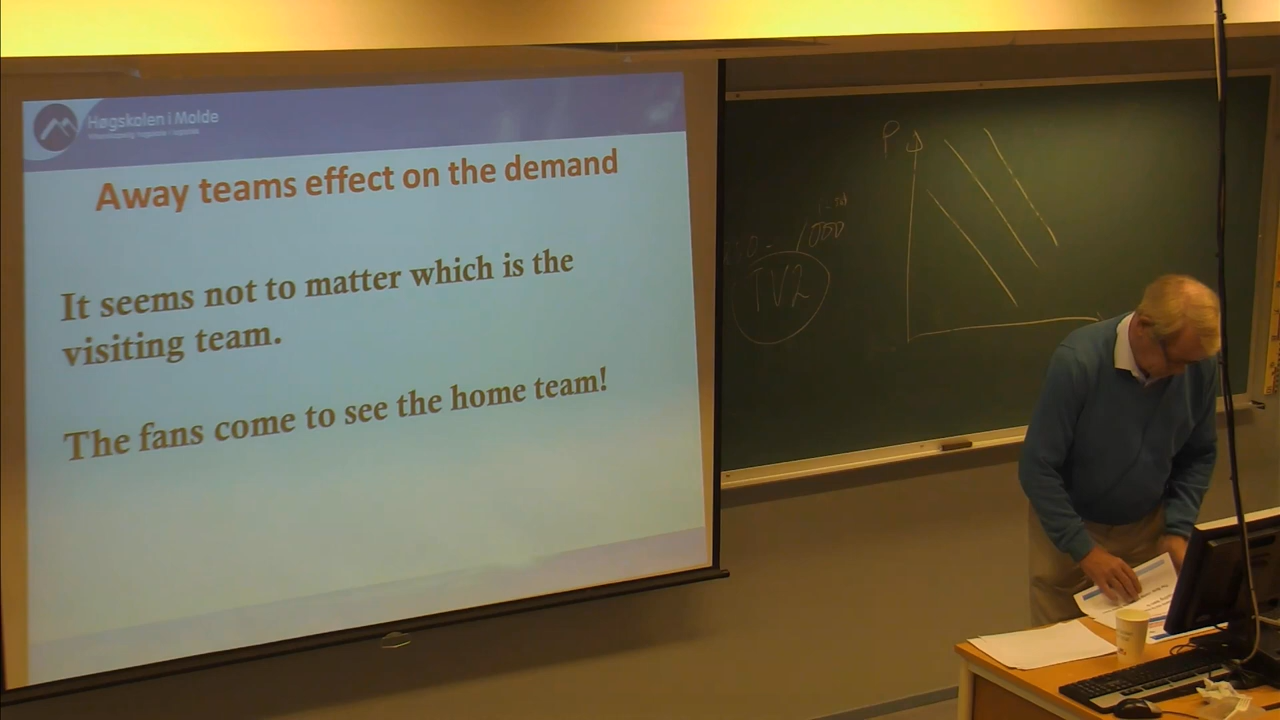 Høgskolen i Molde
Away teams effect on the demand
It seems not to matter which is the
visiting team.
The fans come to see the home team!
P
TV2